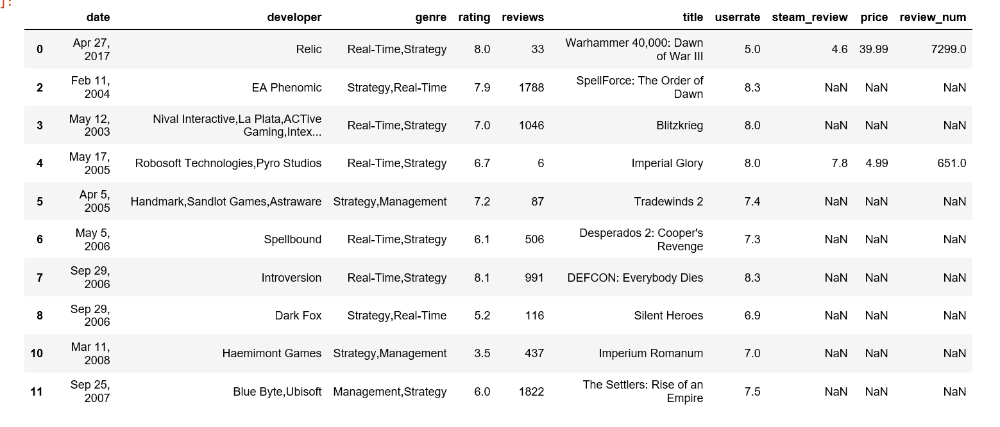 ]:
date developer genre rating reviews title userrate steam_review price review_num
0 Apr 27, 2017 Relic Real-Time,Strategy 8.0 33 Warhammer 40,000: Dawn of War III 5.0 4.6 39.99 7299.0
2 Feb 11, 2004 EA Phenomic Strategy,Real-Time 7.9 1788 SpellForce: The Order of Dawn 8.3 NaN NaN NaN
3 May 12, 2003 Nival Interactive,La Plata,ACTive Gaming,Intex... Real-Time,Strategy 7.0 1046 Blitzkrieg 8.0 NaN NaN NaN
4 May 17, 2005 Robosoft Technologies,Pyro Studios Real-Time,Strategy 6.7 6 Imperial Glory 8.0 7.8 4.99 651.0
5 Apr 5, 2005 Handmark,Sandlot Games,Astraware Strategy,Management 7.2 87 Tradewinds 2 7.4 NaN NaN NaN
6 May 5, 2006 Spellbound Real-Time,Strategy 6.1 506 Desperados 2: Cooper's Revenge 7.3 NaN NaN NaN
7 Sep 29, 2006 Introversion Real-Time,Strategy 8.1 991 DEFCON: Everybody Dies 8.3 NaN NaN NaN
8 Sep 29, 2006 Dark Fox Strategy,Real-Time 5.2 116 Silent Heroes 6.9 NaN NaN NaN
10 Mar 11, 2008 Haemimont Games Strategy,Management 3.5 437 Imperium Romanum 7.0 NaN NaN NaN
11 Sep 25, 2007 Blue Byte,Ubisoft Management,Strategy 6.0 1822 The Settlers: Rise of an Empire 7.5 NaN NaN NaN